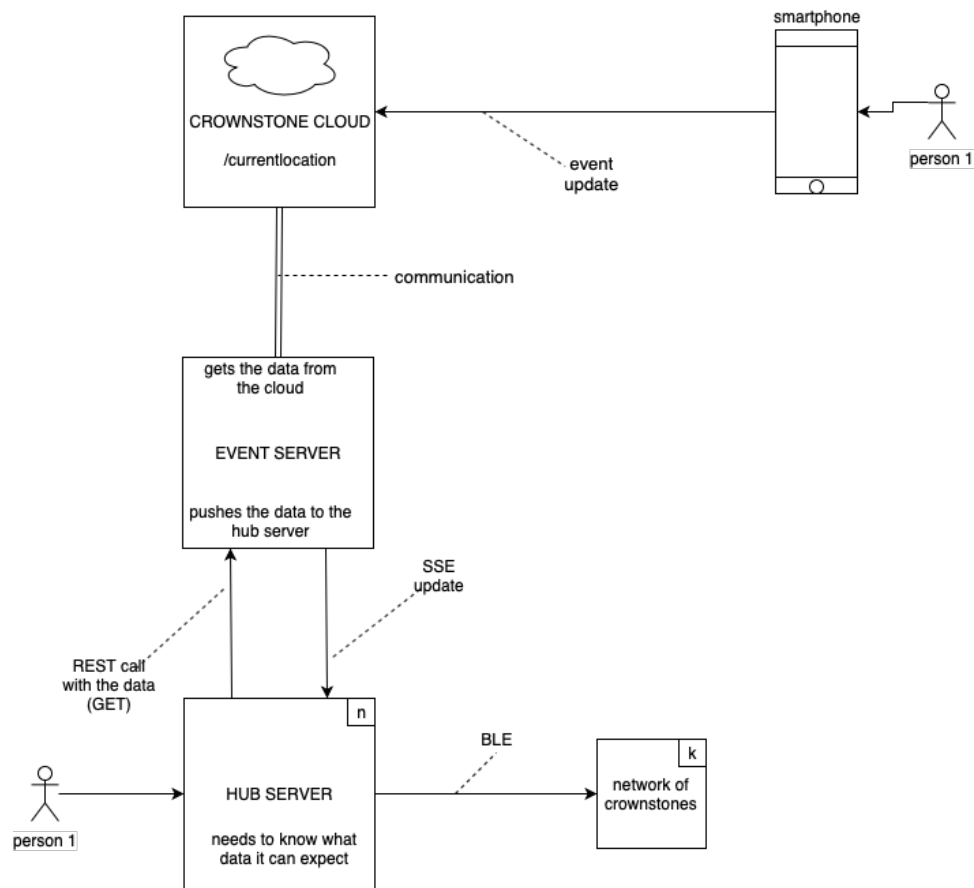 smartphone
CROWNSTONE CLOUD
/currentlocation
person 1
event
update
communication
gets the data from
the cloud
EVENT SERVER
pushes the data to the
hub server
SSE
update
REST call
with the data
(GET)
n
BLE
k
network of
crownstones
HUB SERVER
person 1
needs to know what
data it can expect